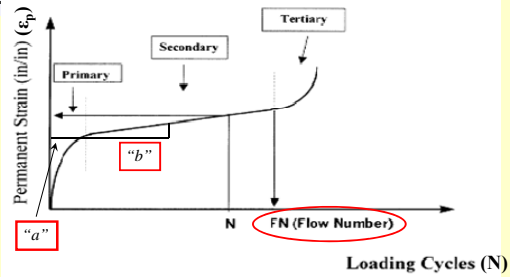 Permanent Strain (in/in) (εp)
Primary
Secondary
Tertiary
“b”
“a”
N
FN (Flow Number)
Loading Cycles (N)